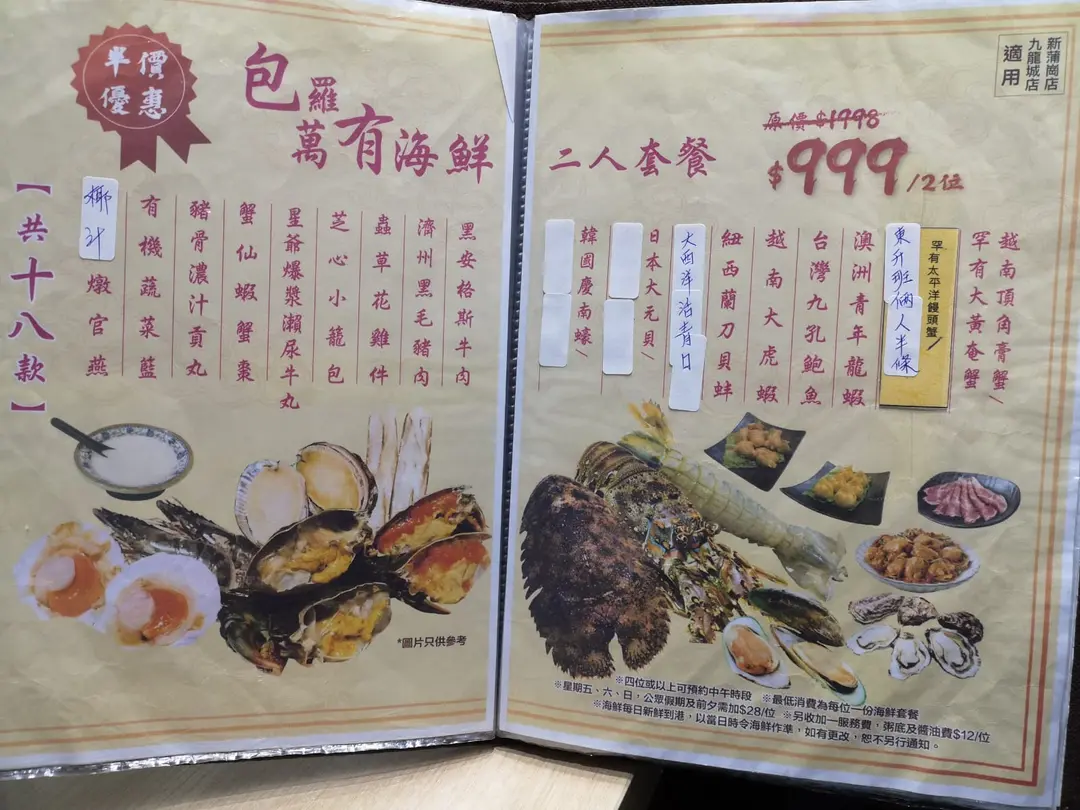 半價
優惠
包羅
萬有海鮮
二人套餐
原價$1998
$999/2位
新蒲崗店
九龍城店
適用
越南頂角膏蟹/
罕有大黃奄蟹
罕有太平洋饅頭蟹/
東升斑倆人半條
澳洲青年龍蝦
台灣九孔鮑魚
越南大虎蝦
紐西蘭刀貝蚌
大西洋活青口
日本大元貝/
韓國慶南蠔/
黑安格斯牛肉
濟州黑毛豬肉
蟲草花雞件
芝心小籠包
星爺爆漿瀨尿牛丸
蟹仙蝦蟹棗
豬骨濃汁貢丸
有機蔬菜籃
椰汁燉官燕
【共十八款】
*圖片只供參考
※四位或以上可預約中午時段 ※最低消費為每位一份海鮮套餐
※星期五、六、日，公眾假期及前夕需加$28/位
※海鮮每日新鮮到港，以當日時令海鮮作準，如有更改，恕不另行通知。
※另收加一服務費，粥底及醬油費$12/位